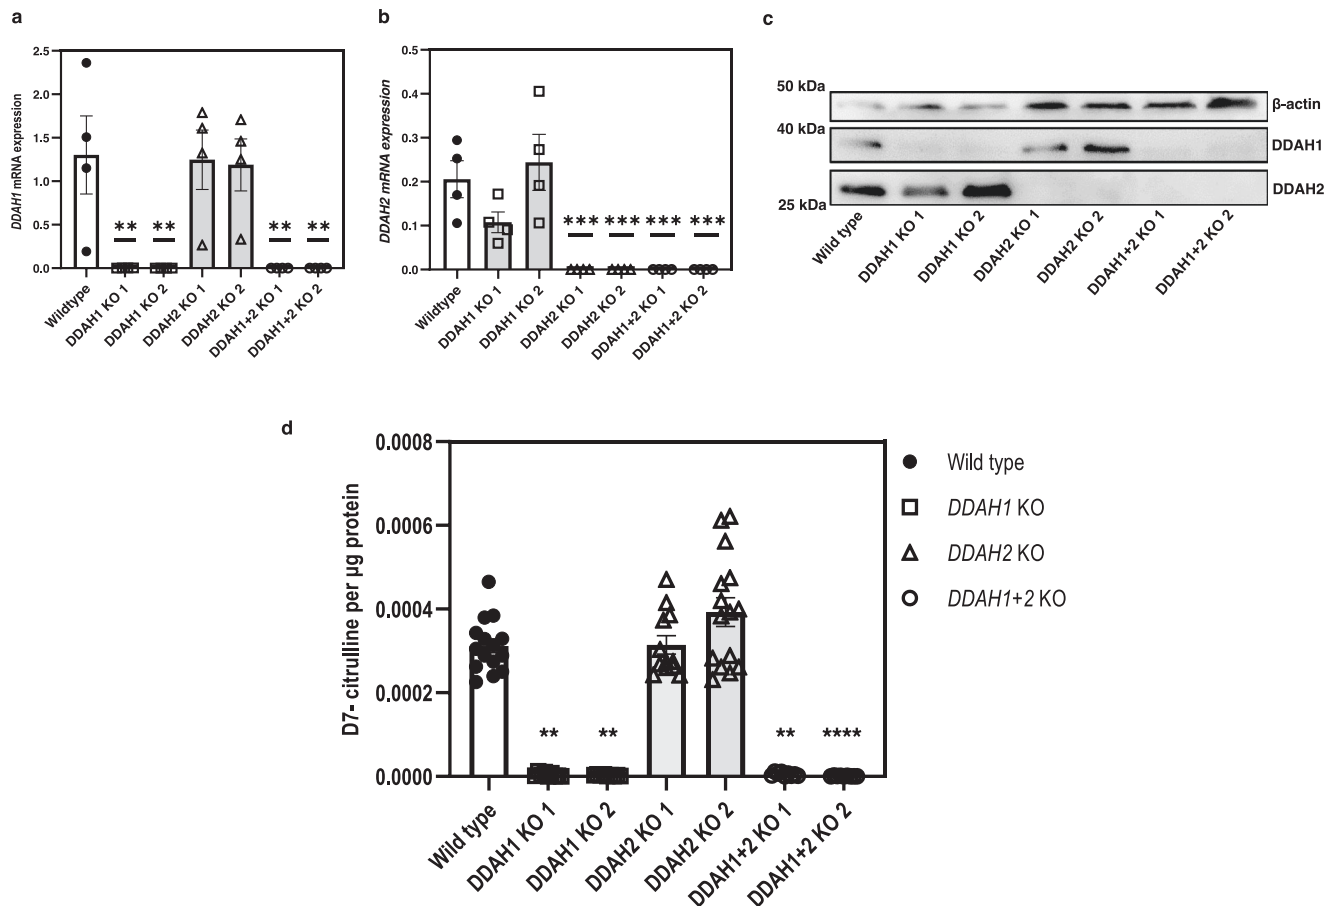 a
DDAH1 mRNA expression
2.5
2.0
1.5
1.0
0.5
0.0
** ** ** **
Wildtype
DDAH1 KO 1
DDAH1 KO 2
DDAH2 KO 1
DDAH2 KO 2
DDAH1+2 KO 1
DDAH1+2 KO 2
b
DDAH2 mRNA expression
0.5
0.4
0.3
0.2
0.1
0.0
*** *** *** ***
Wildtype
DDAH1 KO 1
DDAH1 KO 2
DDAH2 KO 1
DDAH2 KO 2
DDAH1+2 KO 1
DDAH1+2 KO 2
c
50 kDa
40 kDa
25 kDa
β-actin
DDAH1
DDAH2
Wild type
DDAH1 KO 1
DDAH1 KO 2
DDAH2 KO 1
DDAH2 KO 2
DDAH1+2 KO 1
DDAH1+2 KO 2
d
D7- citrulline per µg protein
0.0008
0.0006
0.0004
0.0002
0.0000
** ** ** ****
Wild type
DDAH1 KO 1
DDAH1 KO 2
DDAH2 KO 1
DDAH2 KO 2
DDAH1+2 KO 1
DDAH1+2 KO 2
Wild type
DDAH1 KO
DDAH2 KO
DDAH1+2 KO